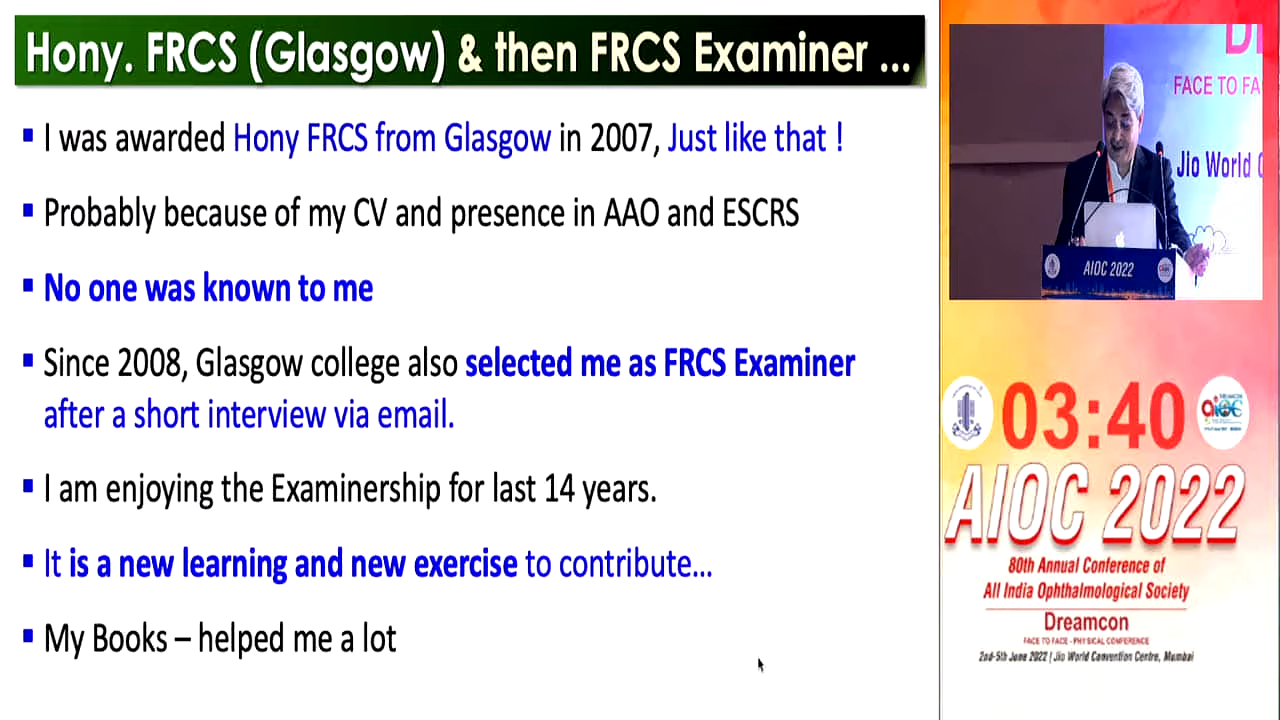 Hony. FRCS (Glasgow) & then FRCS Examiner ...
▪ I was awarded Hony FRCS from Glasgow in 2007, Just like that !
▪ Probably because of my CV and presence in AAO and ESCRS
▪ No one was known to me
▪ Since 2008, Glasgow college also selected me as FRCS Examiner
after a short interview via email.
▪ I am enjoying the Examinership for last 14 years.
▪ It is a new learning and new exercise to contribute...
▪ My Books – helped me a lot
FACE TO FA
Jio World
AIOC 2022
03:40
AIOC 2022
80th Annual Conference of
All India Ophthalmological Society
Dreamcon
FACE TO FACE - PHYSICAL CONFERENCE
2nd-5th June 2022 | Jio World Convention Centre, Mumbai